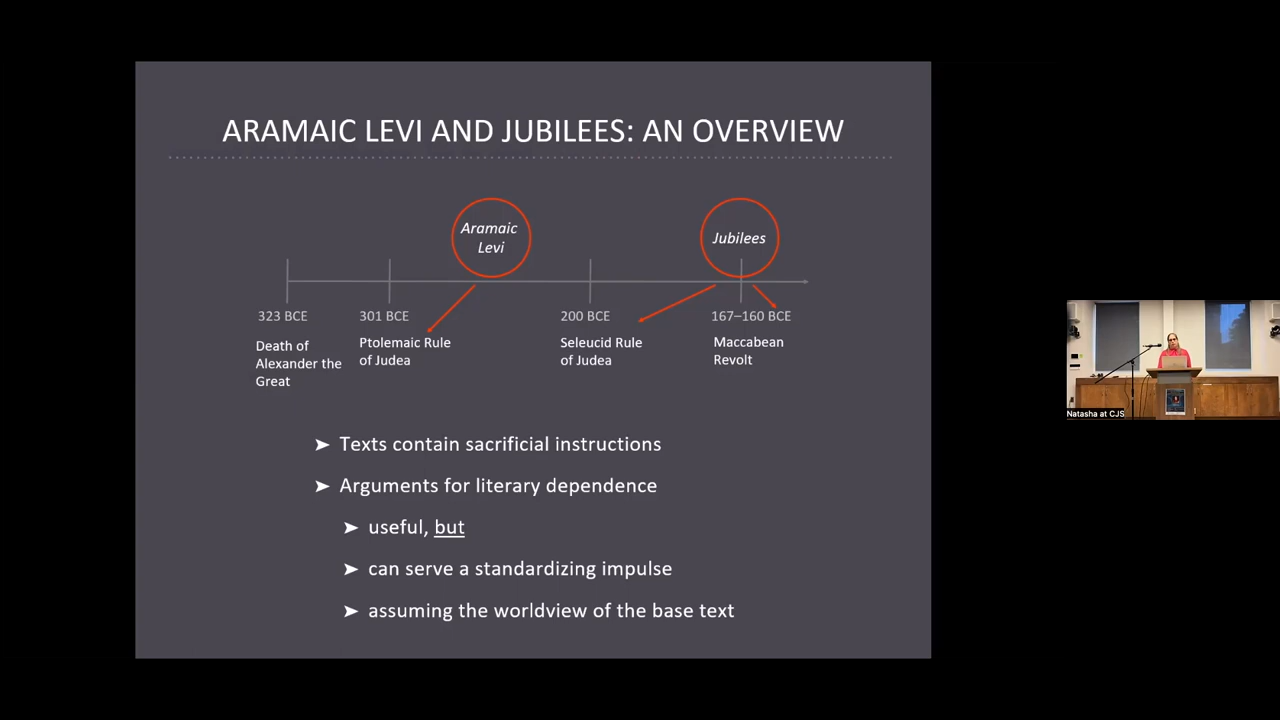 ARAMAIC LEVI AND JUBILEES: AN OVERVIEW
Aramaic
Levi
Jubilees
323 BCE
301 BCE
200 BCE
167–160 BCE
Death of
Alexander the
Great
Ptolemaic Rule
of Judea
Seleucid Rule
of Judea
Maccabean
Revolt
➤ Texts contain sacrificial instructions
➤ Arguments for literary dependence
➤ useful, but
➤ can serve a standardizing impulse
➤ assuming the worldview of the base text
Natasha at CJS